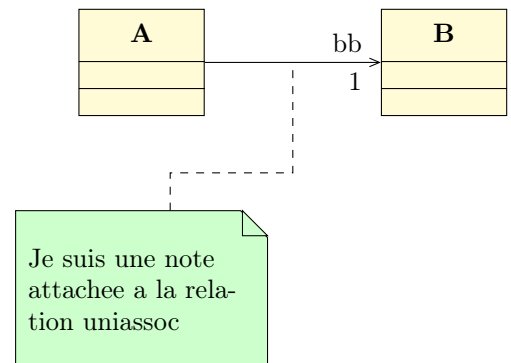 A
bb
B
1
Je suis une note
attachee a la rela-
tion uniassoc